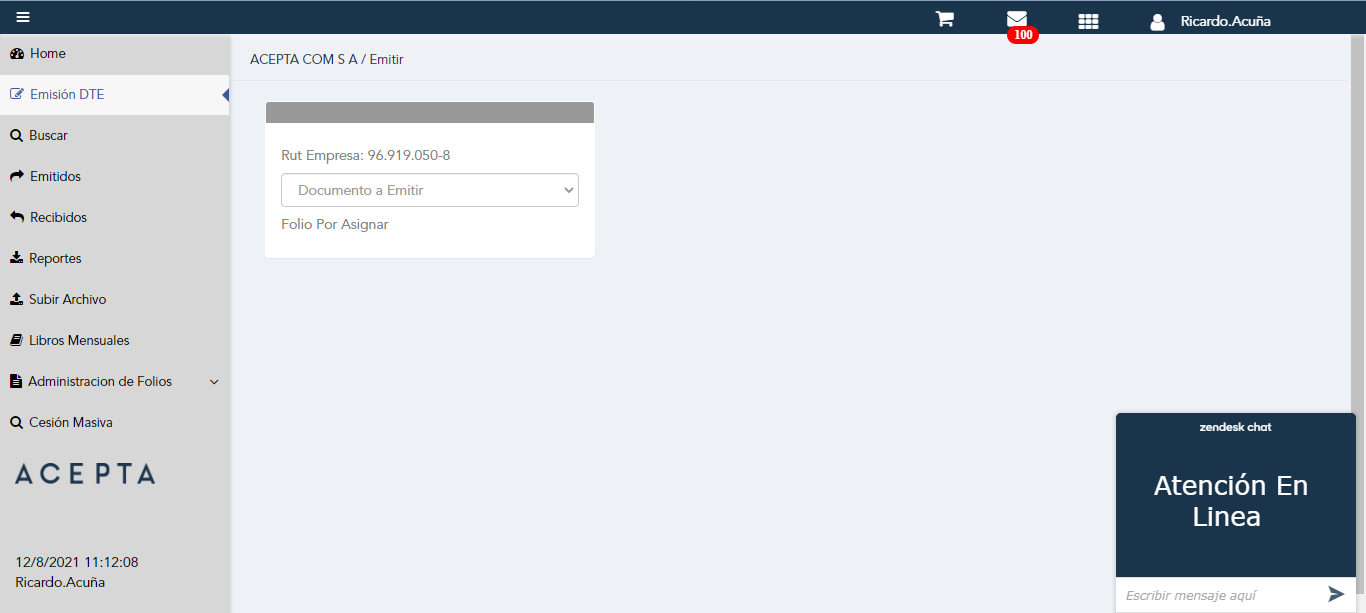 Ricardo.Acuña
100
Home
Emisión DTE
Buscar
Emitidos
Recibidos
Reportes
Subir Archivo
Libros Mensuales
Administracion de Folios
Cesión Masiva
ACEPTA
12/8/2021 11:12:08
Ricardo.Acuña
ACEPTA COM S A / Emitir
Rut Empresa: 96.919.050-8
Documento a Emitir
Folio Por Asignar
zendesk chat
Atención En
Linea
Escribir mensaje aquí